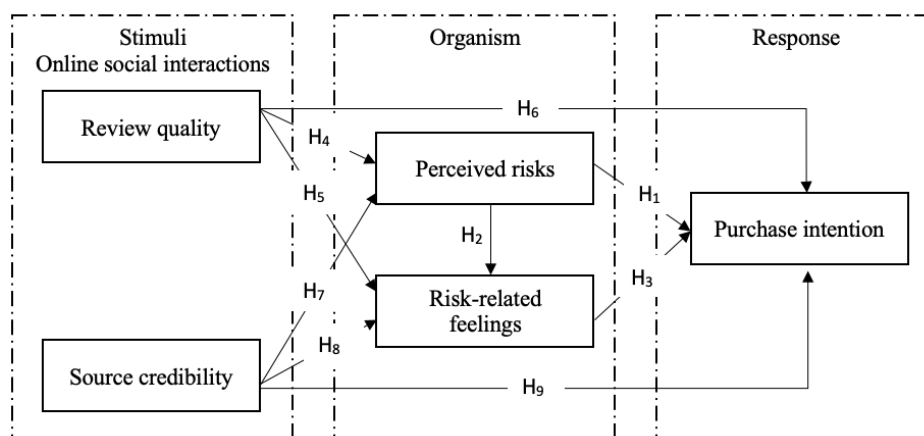 Stimuli
Online social interactions
Organism
Response
Review quality
H₆
H₄
Perceived risks
H₅
H₁
H₂
Purchase intention
H₇
Risk-related
feelings
H₃
H₈
Source credibility
H₉